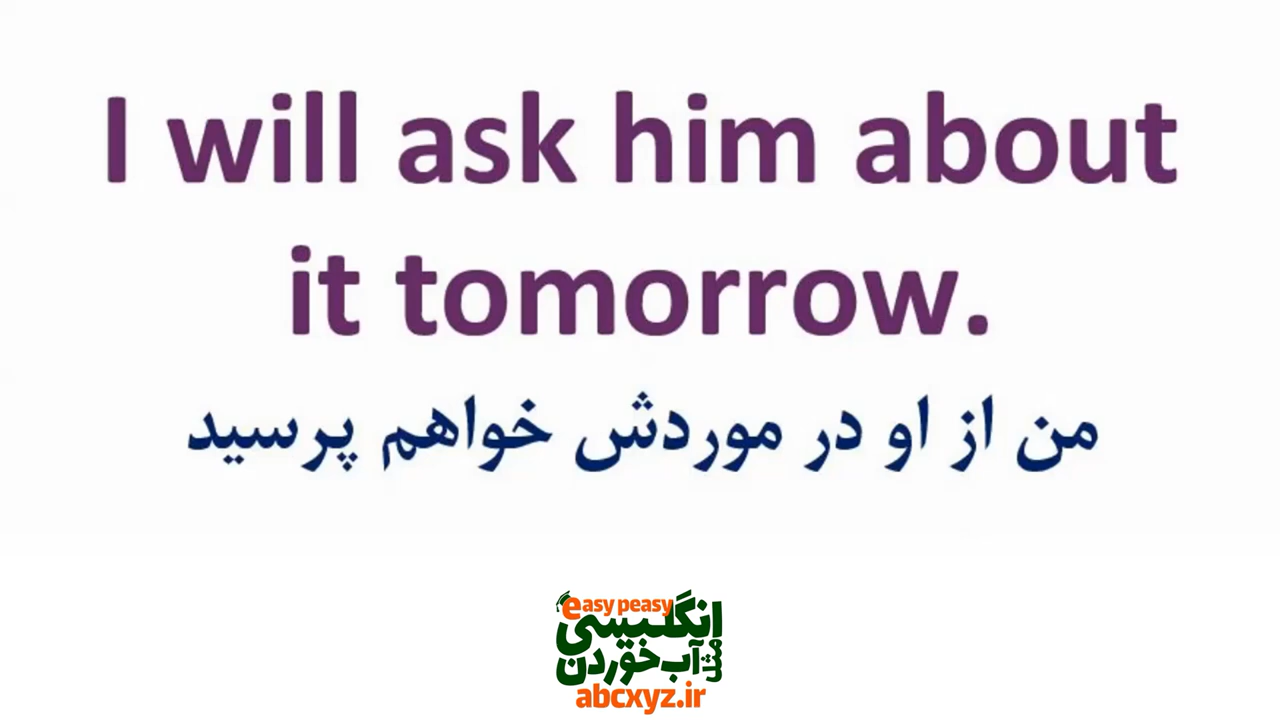 I will ask him about
it tomorrow.
من از او در موردش خواهم پرسید
easy peasy
انگلیسی
مثل آب خوردن
abcxyz.ir